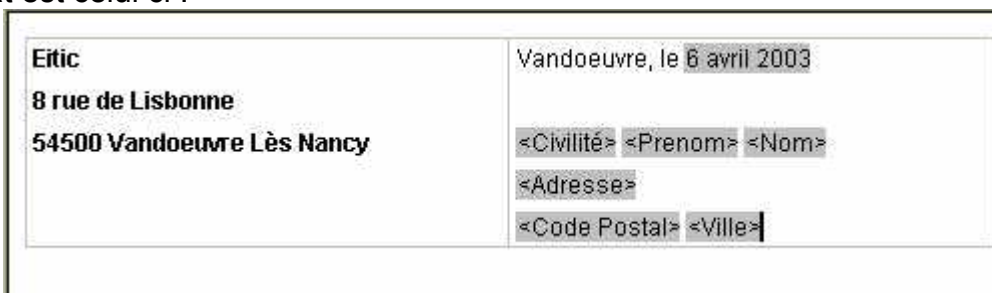 Eitic
8 rue de Lisbonne
54500 Vandoeuvre Lès Nancy
Vandoeuvre, le 6 avril 2003
<Civilité> <Prenom> <Nom>
<Adresse>
<Code Postal> <Ville>